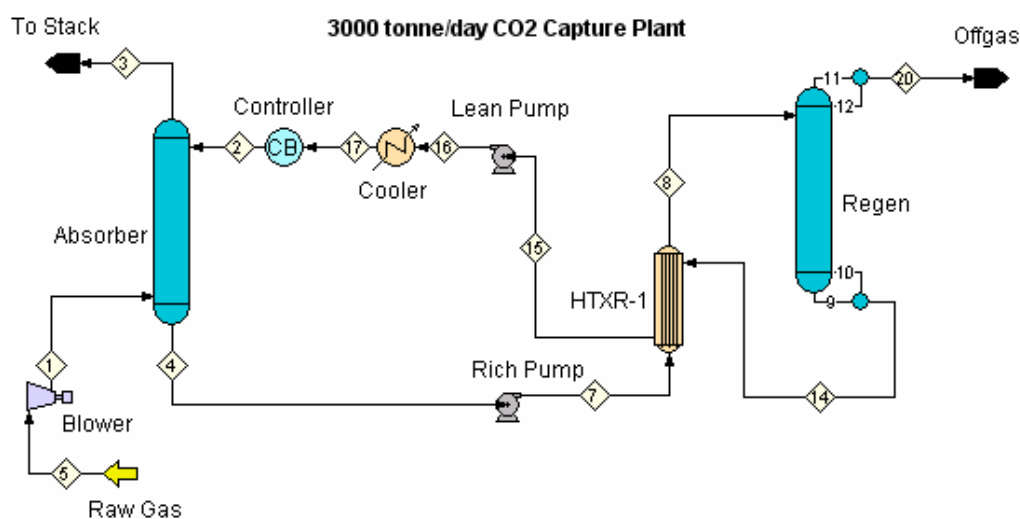 3000 tonne/day CO2 Capture Plant
To Stack
Offgas
3
11
20
12
Controller
Lean Pump
2
CB
17
16
Cooler
8
Regen
Absorber
15
10
9
HTXR-1
1
4
Rich Pump
7
14
Blower
5
Raw Gas